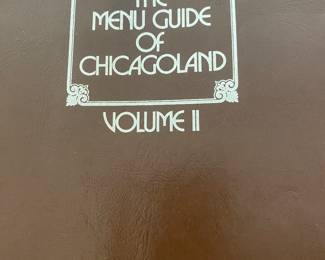 THE
MENU GUIDE
OF
CHICAGOLAND
VOLUME II